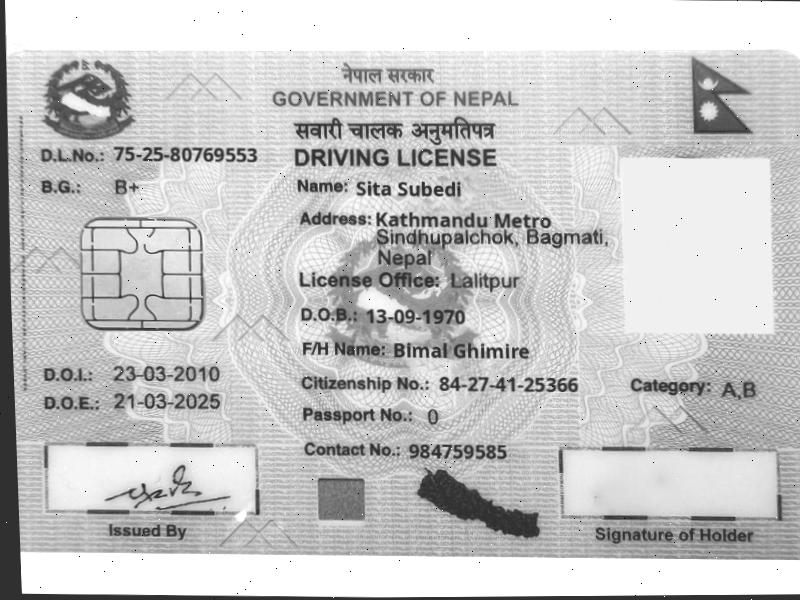 नेपाल सरकार
GOVERNMENT OF NEPAL
सवारी चालक अनुमतिपत्र
DRIVING LICENSE
D.L.No.: 75-25-80769553
B.G.: B+
Name: Sita Subedi
Address: Kathmandu Metro
Sindhupalchok, Bagmati,
Nepal
License Office: Lalitpur
D.O.B.: 13-09-1970
F/H Name: Bimal Ghimire
D.O.I.: 23-03-2010
Citizenship No.: 84-27-41-25366
Category: A,B
D.O.E.: 21-03-2025
Passport No.: 0
Contact No.: 984759585
Issued By
Signature of Holder